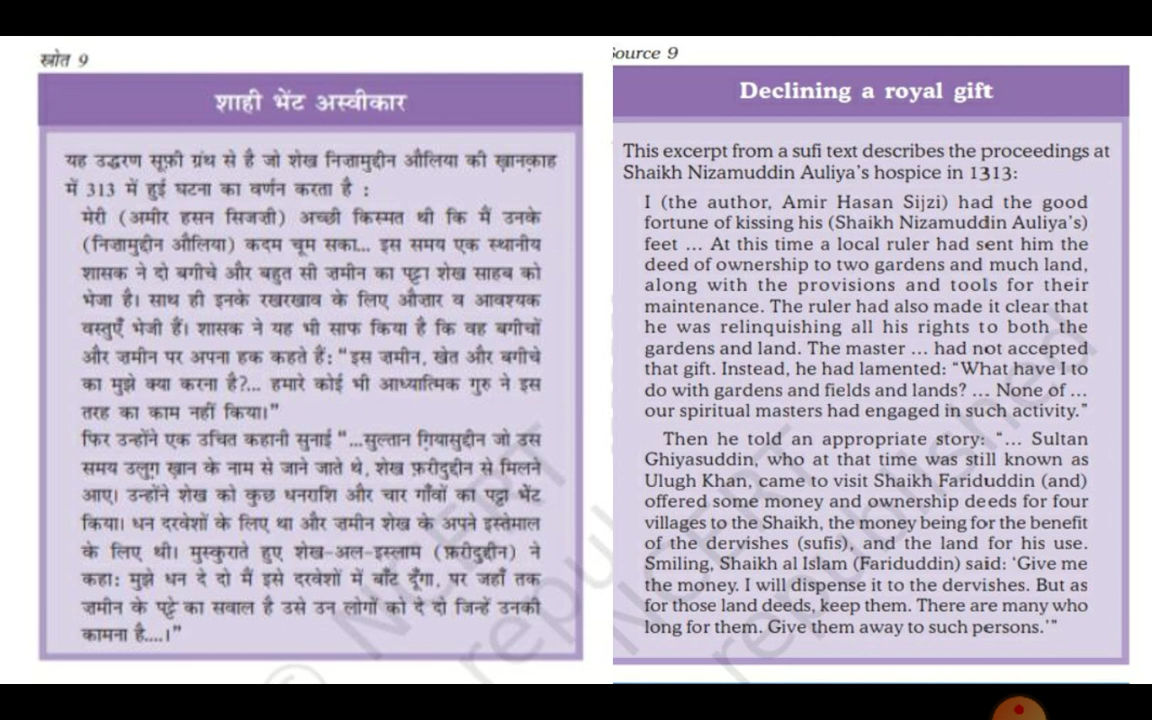 स्रोत 9
शाही भेंट अस्वीकार
यह उद्धरण सूफ़ी ग्रंथ से है जो शेख निज़ामुद्दीन औलिया की ख़ानक़ाह
में 313 में हुई घटना का वर्णन करता है :
मेरी (अमीर हसन सिजज़ी) अच्छी किस्मत थी कि मैं उनके
(निज़ामुद्दीन औलिया) कदम चूम सका... इस समय एक स्थानीय
शासक ने दो बगीचे और बहुत सी ज़मीन का पट्टा शेख साहब को
भेजा है। साथ ही इनके रखरखाव के लिए औज़ार व आवश्यक
वस्तुएँ भेजी हैं। शासक ने यह भी साफ किया है कि वह बगीचों
और ज़मीन पर अपना हक कहते हैं: "इस ज़मीन, खेत और बगीचे
का मुझे क्या करना है?... हमारे कोई भी आध्यात्मिक गुरु ने इस
तरह का काम नहीं किया।"
फिर उन्होंने एक उचित कहानी सुनाई "...सुल्तान ग़ियासुद्दीन जो उस
समय उलुग़ ख़ान के नाम से जाने जाते थे, शेख फ़रीदुद्दीन से मिलने
आए। उन्होंने शेख को कुछ धनराशि और चार गाँवों का पट्टा भेंट
किया। धन दरवेशों के लिए था और ज़मीन शेख के अपने इस्तेमाल
के लिए थी। मुस्कुराते हुए शेख-अल-इस्लाम (फ़रीदुद्दीन) ने
कहा: मुझे धन दे दो मैं इसे दरवेशों में बाँट दूँगा, पर जहाँ तक
ज़मीन के पट्टे का सवाल है उसे उन लोगों को दे दो जिन्हें उनकी
कामना है....।"
ource 9
Declining a royal gift
This excerpt from a sufi text describes the proceedings at
Shaikh Nizamuddin Auliya's hospice in 1313:
I (the author, Amir Hasan Sijzi) had the good
fortune of kissing his (Shaikh Nizamuddin Auliya's)
feet ... At this time a local ruler had sent him the
deed of ownership to two gardens and much land,
along with the provisions and tools for their
maintenance. The ruler had also made it clear that
he was relinquishing all his rights to both the
gardens and land. The master ... had not accepted
that gift. Instead, he had lamented: "What have I to
do with gardens and fields and lands? ... None of ...
our spiritual masters had engaged in such activity."
Then he told an appropriate story: "... Sultan
Ghiyasuddin, who at that time was still known as
Ulugh Khan, came to visit Shaikh Fariduddin (and)
offered some money and ownership deeds for four
villages to the Shaikh, the money being for the benefit
of the dervishes (sufis), and the land for his use.
Smiling, Shaikh al Islam (Fariduddin) said: 'Give me
the money. I will dispense it to the dervishes. But as
for those land deeds, keep them. There are many who
long for them. Give them away to such persons.'"
© NCERT
republished